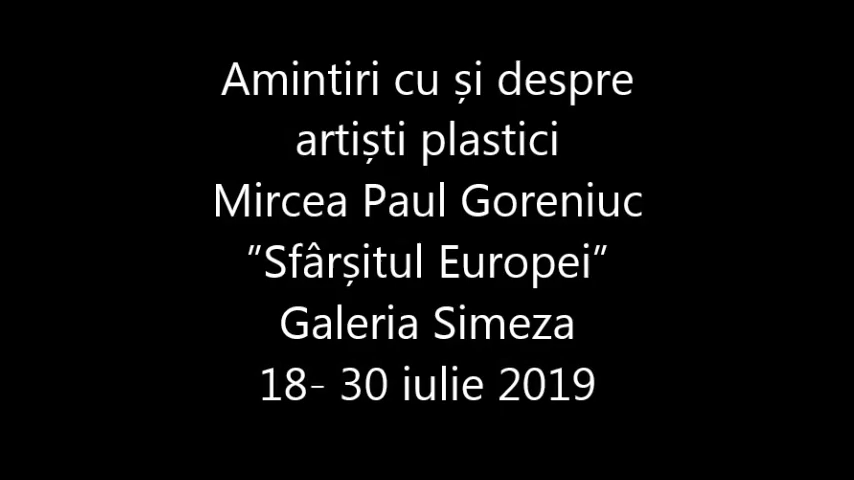 Amintiri cu și despre
artiști plastici
Mircea Paul Goreniuc
”Sfârșitul Europei”
Galeria Simeza
18- 30 iulie 2019